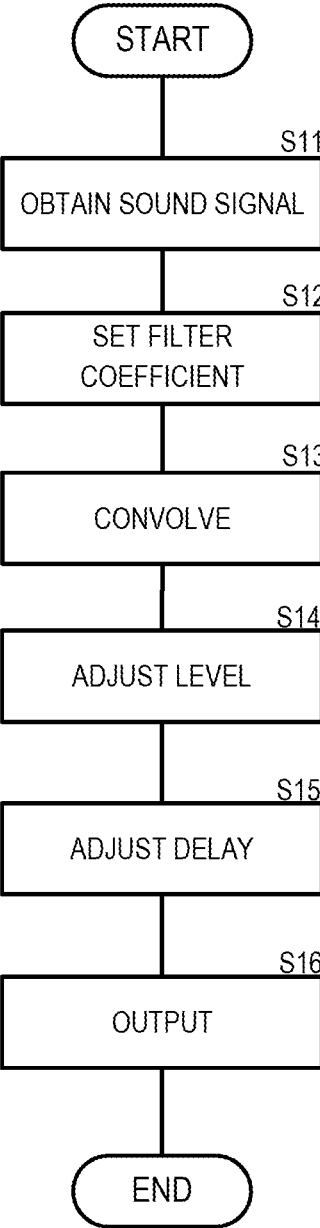 START
S11
OBTAIN SOUND SIGNAL
S12
SET FILTER
COEFFICIENT
S13
CONVOLVE
S14
ADJUST LEVEL
S15
ADJUST DELAY
S16
OUTPUT
END